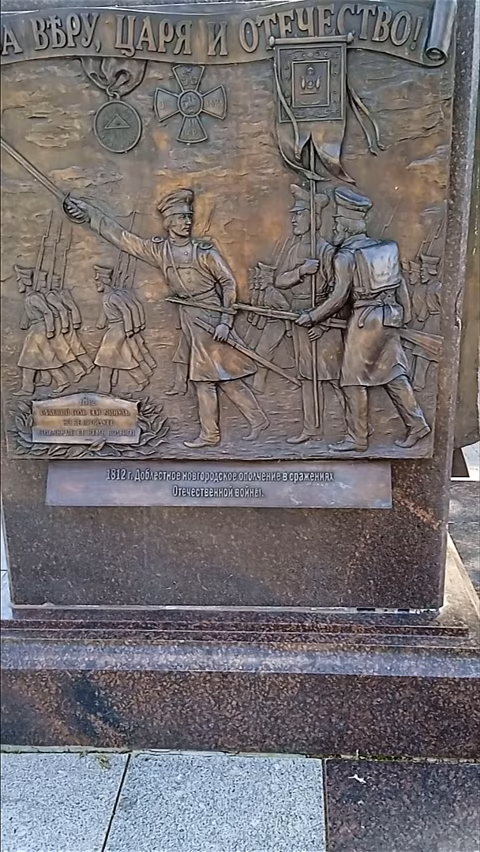 А ВѢРУ, ЦАРЯ И ОТЕЧЕСТВО!
1812 г. Доблестное новгородское ополчение в сражениях
Отечественной войны.